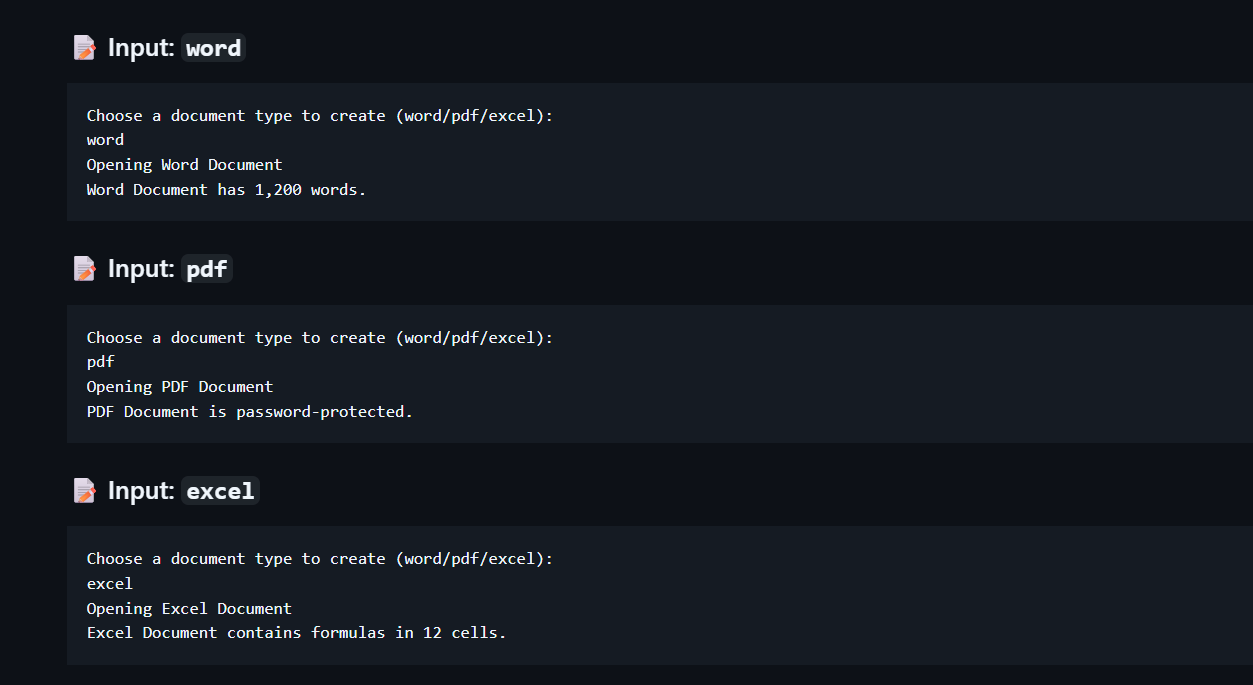 Input: word
Choose a document type to create (word/pdf/excel):
word
Opening Word Document
Word Document has 1,200 words.
Input: pdf
Choose a document type to create (word/pdf/excel):
pdf
Opening PDF Document
PDF Document is password-protected.
Input: excel
Choose a document type to create (word/pdf/excel):
excel
Opening Excel Document
Excel Document contains formulas in 12 cells.